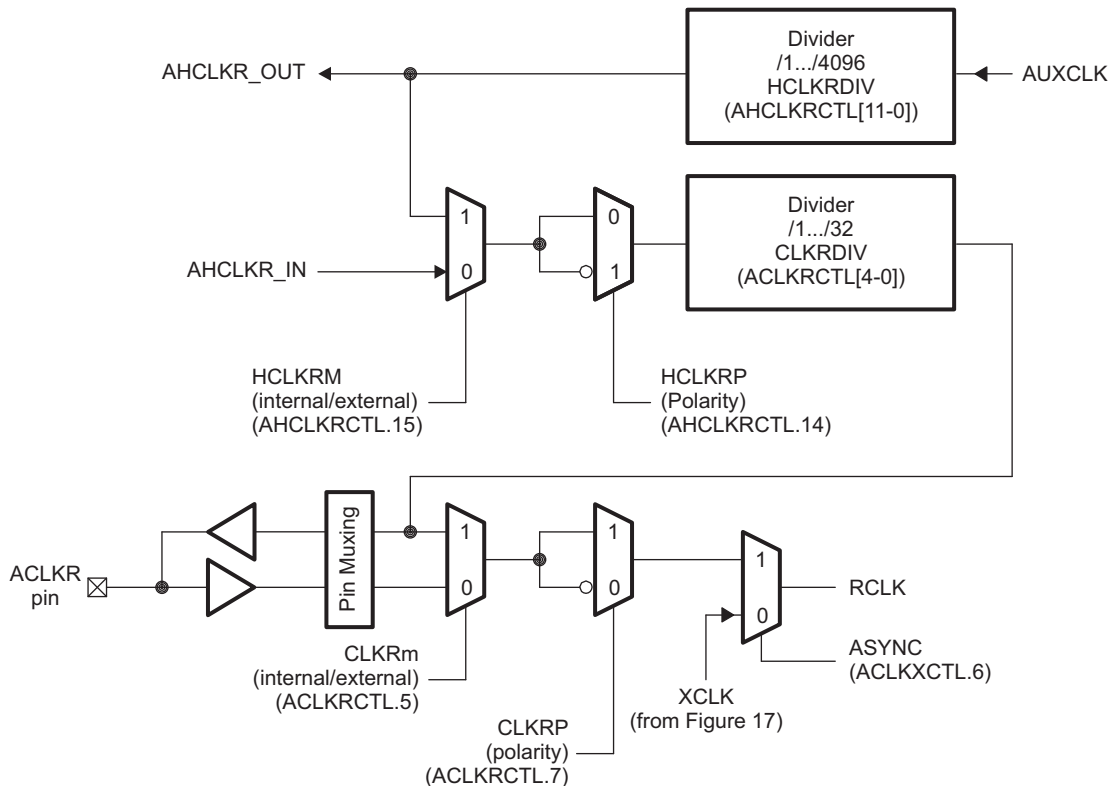 Divider
/1.../4096
HCLKRDIV
(AHCLKRCTL[11-0])
AHCLKR_OUT
AUXCLK
1
0
0
1
Divider
/1.../32
CLKRDIV
(ACLKRCTL[4-0])
AHCLKR_IN
HCLKRM
(internal/external)
(AHCLKRCTL.15)
HCLKRP
(Polarity)
(AHCLKRCTL.14)
ACLKR
pin
Pin Muxing
1
0
1
0
1
0
RCLK
CLKRm
(internal/external)
(ACLKRCTL.5)
CLKRP
(polarity)
(ACLKRCTL.7)
XCLK
(from Figure 17)
ASYNC
(ACLKXCTL.6)